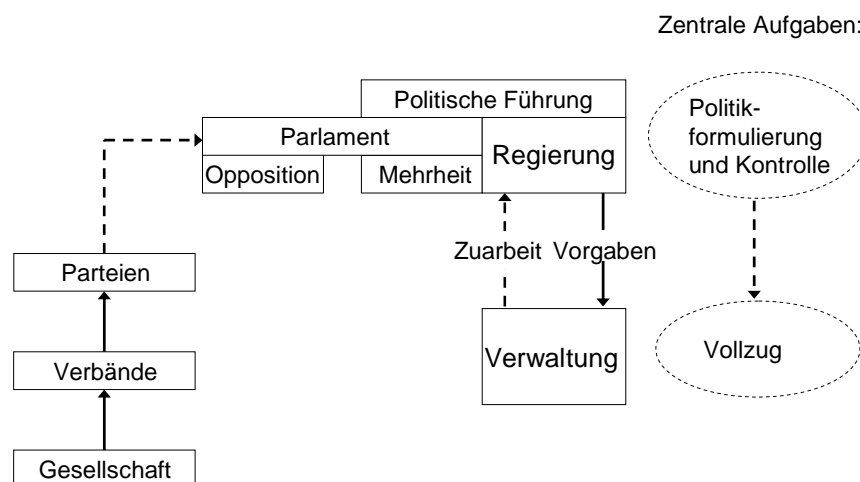 Zentrale Aufgaben:
Politische Führung
Parlament
Regierung
Opposition
Mehrheit
Politik-
formulierung
und Kontrolle
Zuarbeit
Vorgaben
Parteien
Verwaltung
Vollzug
Verbände
Gesellschaft